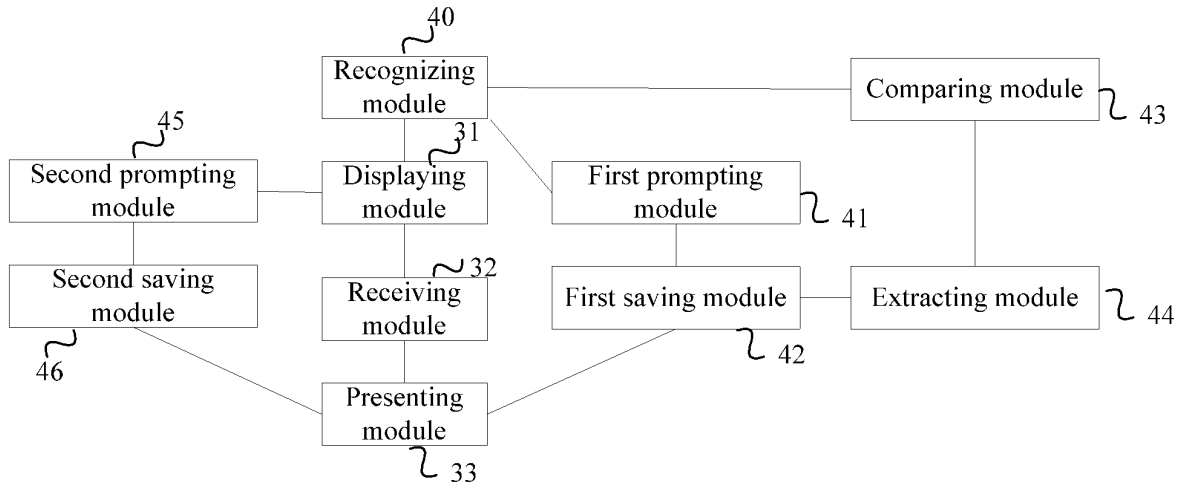 40
Recognizing
module
Comparing module
43
45
31
Second prompting
module
Displaying
module
First prompting
module
41
32
Second saving
module
Receiving
module
First saving module
Extracting module
44
46
42
Presenting
module
33